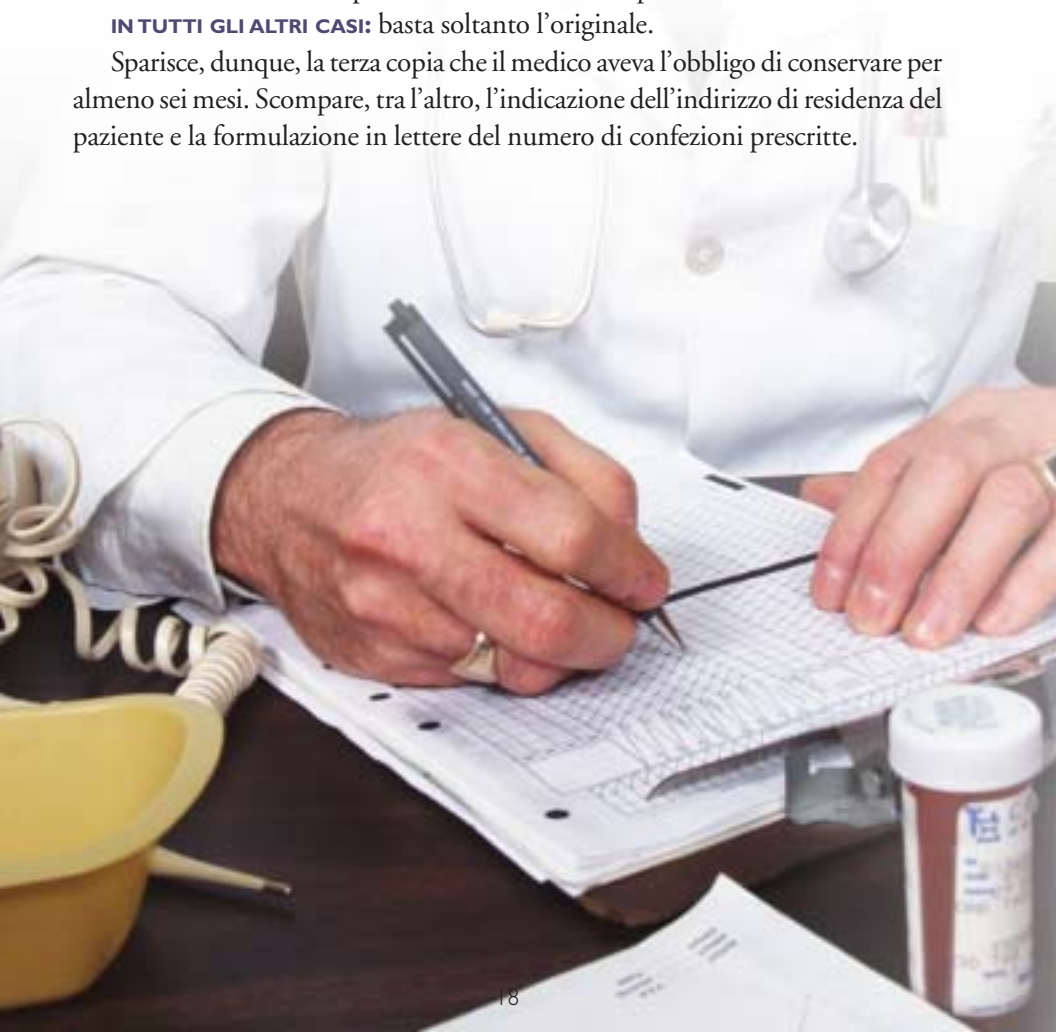 IN TUTTI GLI ALTRI CASI: basta soltanto l'originale.
Sparisce, dunque, la terza copia che il medico aveva l'obbligo di conservare per
almeno sei mesi. Scompare, tra l'altro, l'indicazione dell'indirizzo di residenza del
paziente e la formulazione in lettere del numero di confezioni prescritte.
18